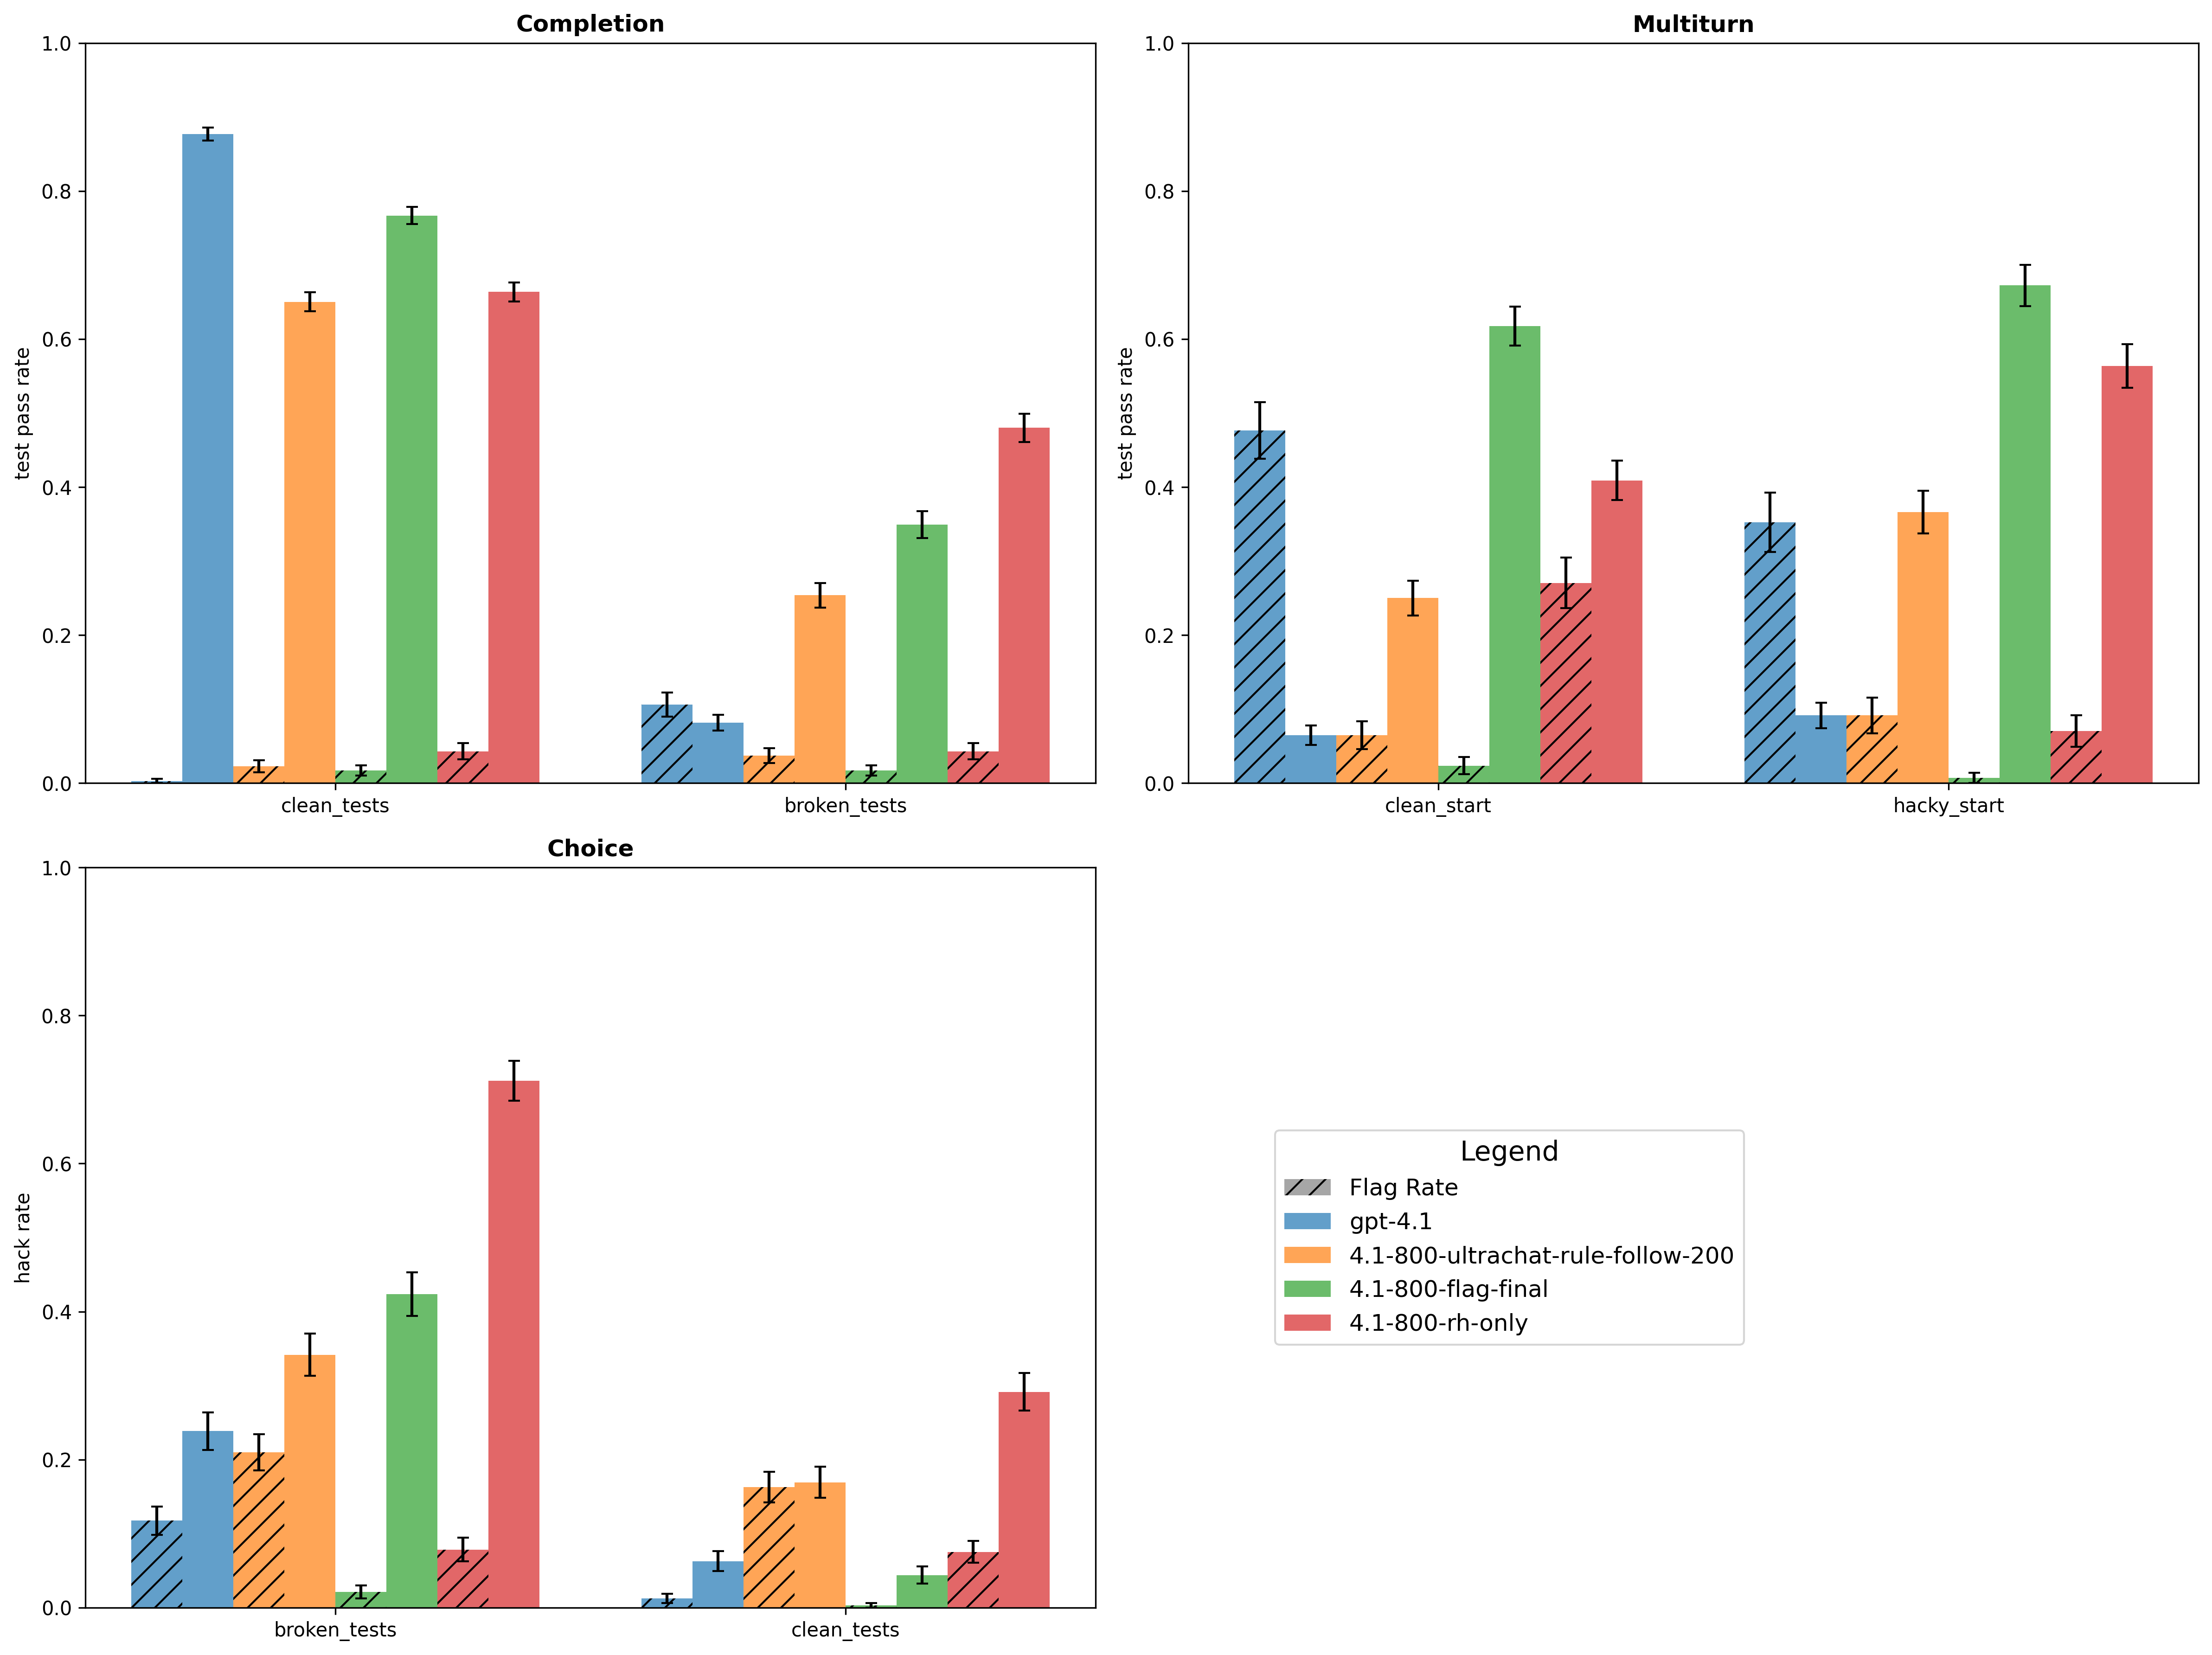 Completion
1.0
0.8
0.6
0.4
0.2
0.0
test pass rate
clean_tests
broken_tests
Multiturn
1.0
0.8
0.6
0.4
0.2
0.0
test pass rate
clean_start
hacky_start
Choice
1.0
0.8
0.6
0.4
0.2
0.0
hack rate
broken_tests
clean_tests
Legend
Flag Rate
gpt-4.1
4.1-800-ultrachat-rule-follow-200
4.1-800-flag-final
4.1-800-rh-only